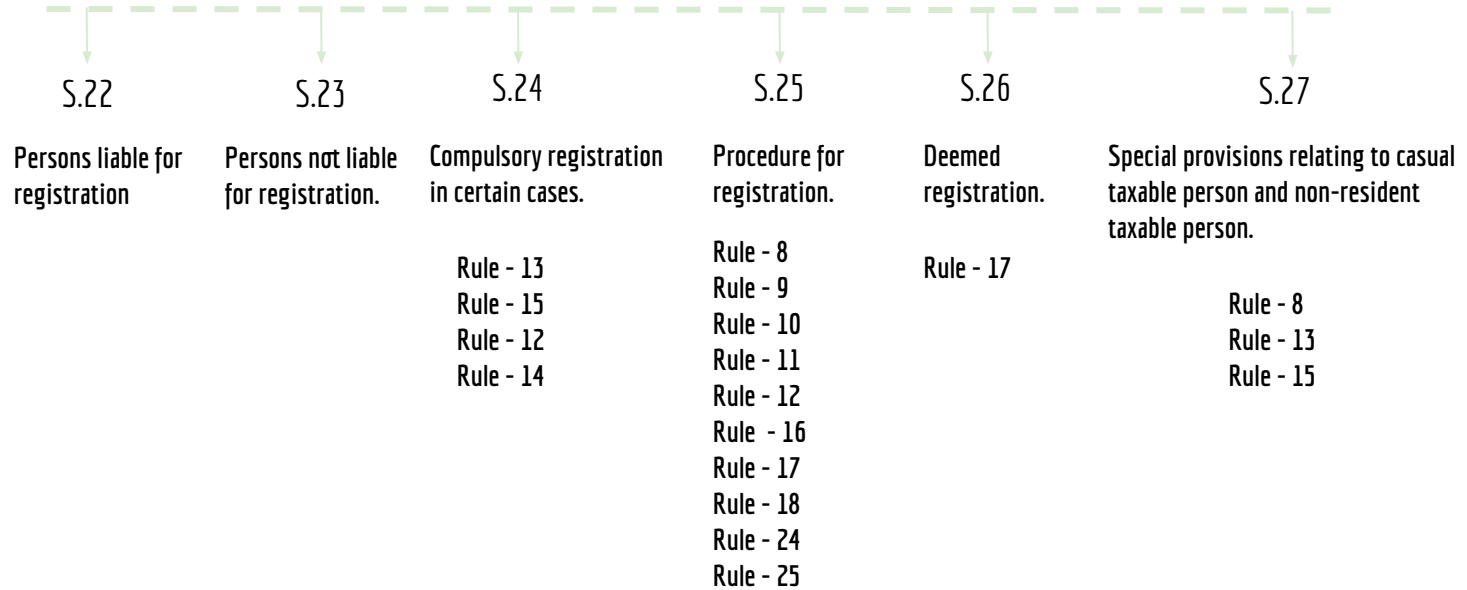 S.22
Persons liable for
registration
S.23
Persons not liable
for registration.
S.24
Compulsory registration
in certain cases.
Rule - 13
Rule - 15
Rule - 12
Rule - 14
S.25
Procedure for
registration.
Rule - 8
Rule - 9
Rule - 10
Rule - 11
Rule - 12
Rule - 16
Rule - 17
Rule - 18
Rule - 24
Rule - 25
S.26
Deemed
registration.
Rule - 17
S.27
Special provisions relating to casual
taxable person and non-resident
taxable person.
Rule - 8
Rule - 13
Rule - 15